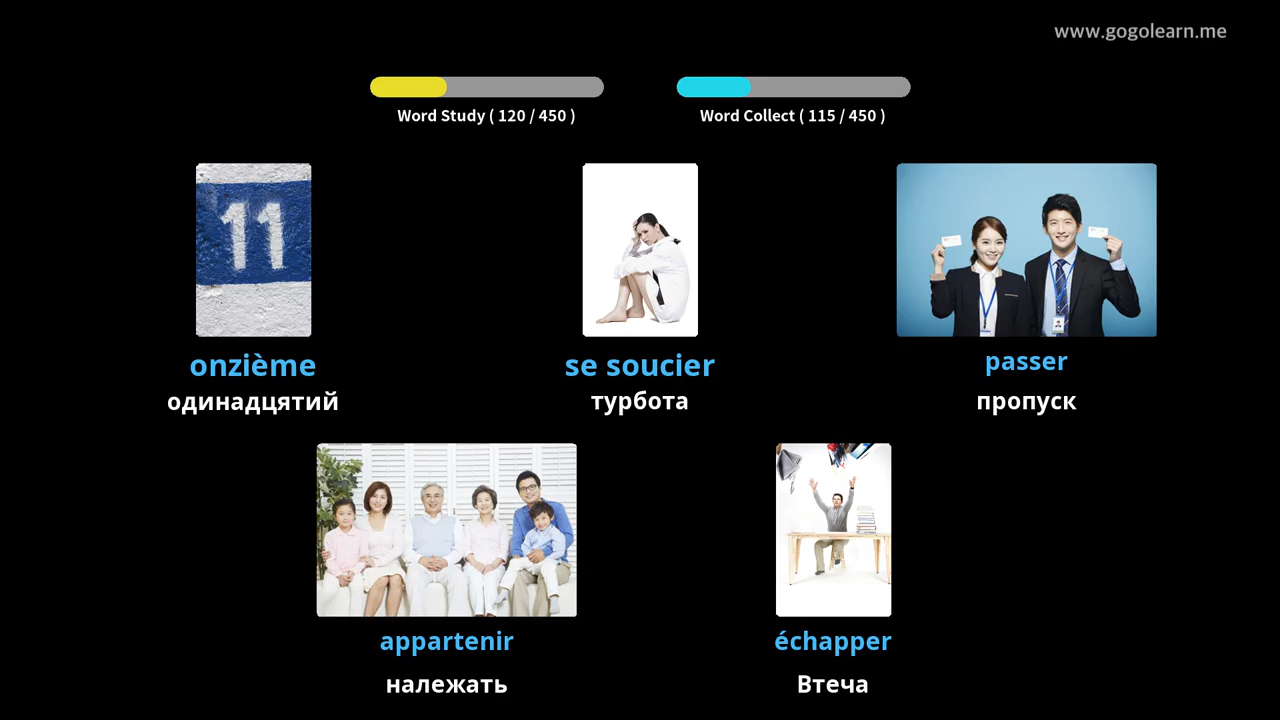 www.gogolearn.me
Word Study ( 120 / 450 )
Word Collect ( 115 / 450 )
11
onzième
одинадцятий
se soucier
турбота
passer
пропуск
appartenir
належать
échapper
Втеча